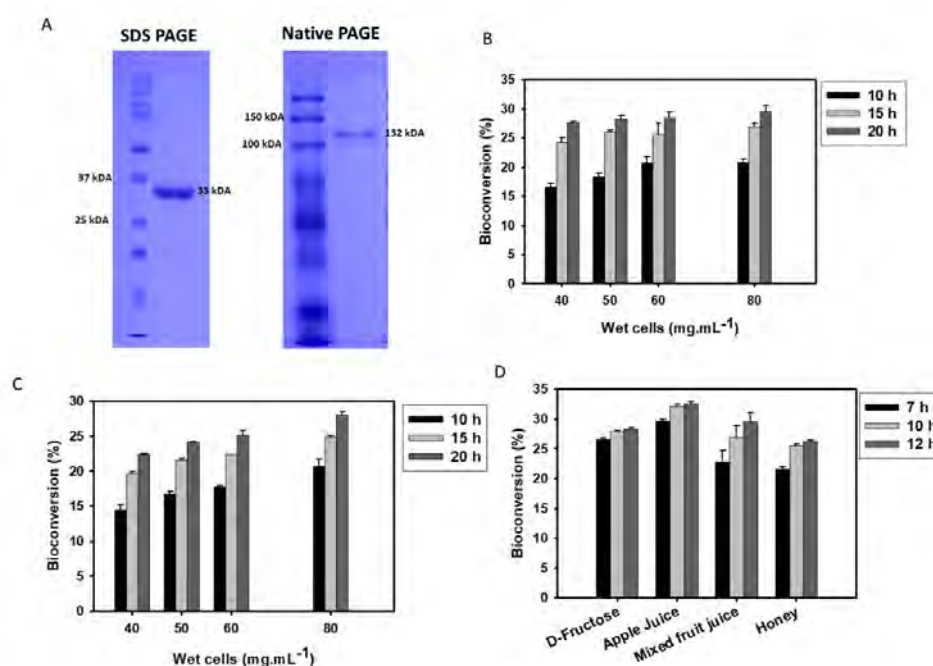 A
SDS PAGE
Native PAGE
37 kDA
25 kDA
35 kDA
150 kDA
100 kDA
132 kDA
B
Bioconversion (%)
35
30
25
20
15
10
5
0
40 50 60 80
Wet cells (mg.mL-1)
10 h
15 h
20 h
C
Bioconversion (%)
30
25
20
15
10
5
0
40 50 60 80
Wet cells (mg.mL-1)
10 h
15 h
20 h
D
Bioconversion (%)
35
30
25
20
15
10
5
0
D-Fructose
Apple Juice
Mixed fruit juice
Honey
7 h
10 h
12 h